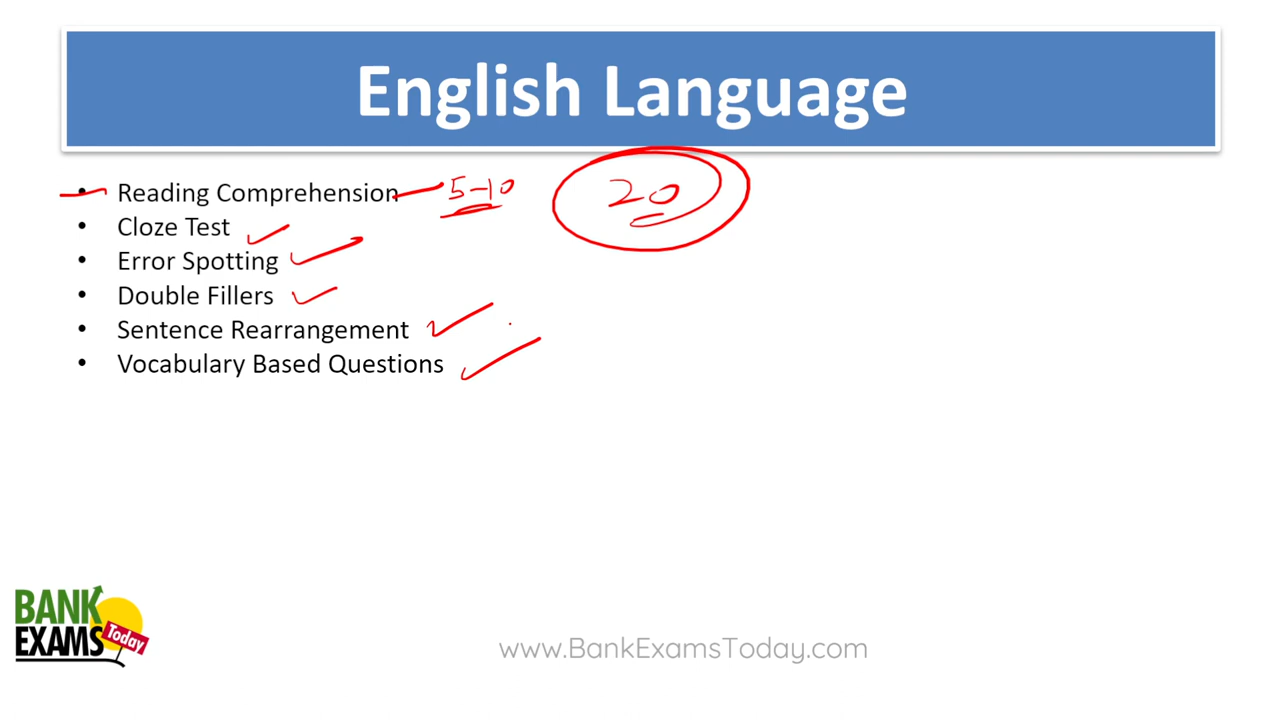 English Language
• Reading Comprehension 5-10 20
• Cloze Test
• Error Spotting
• Double Fillers
• Sentence Rearrangement
• Vocabulary Based Questions
BANK
EXAMS Today
www.BankExamsToday.com